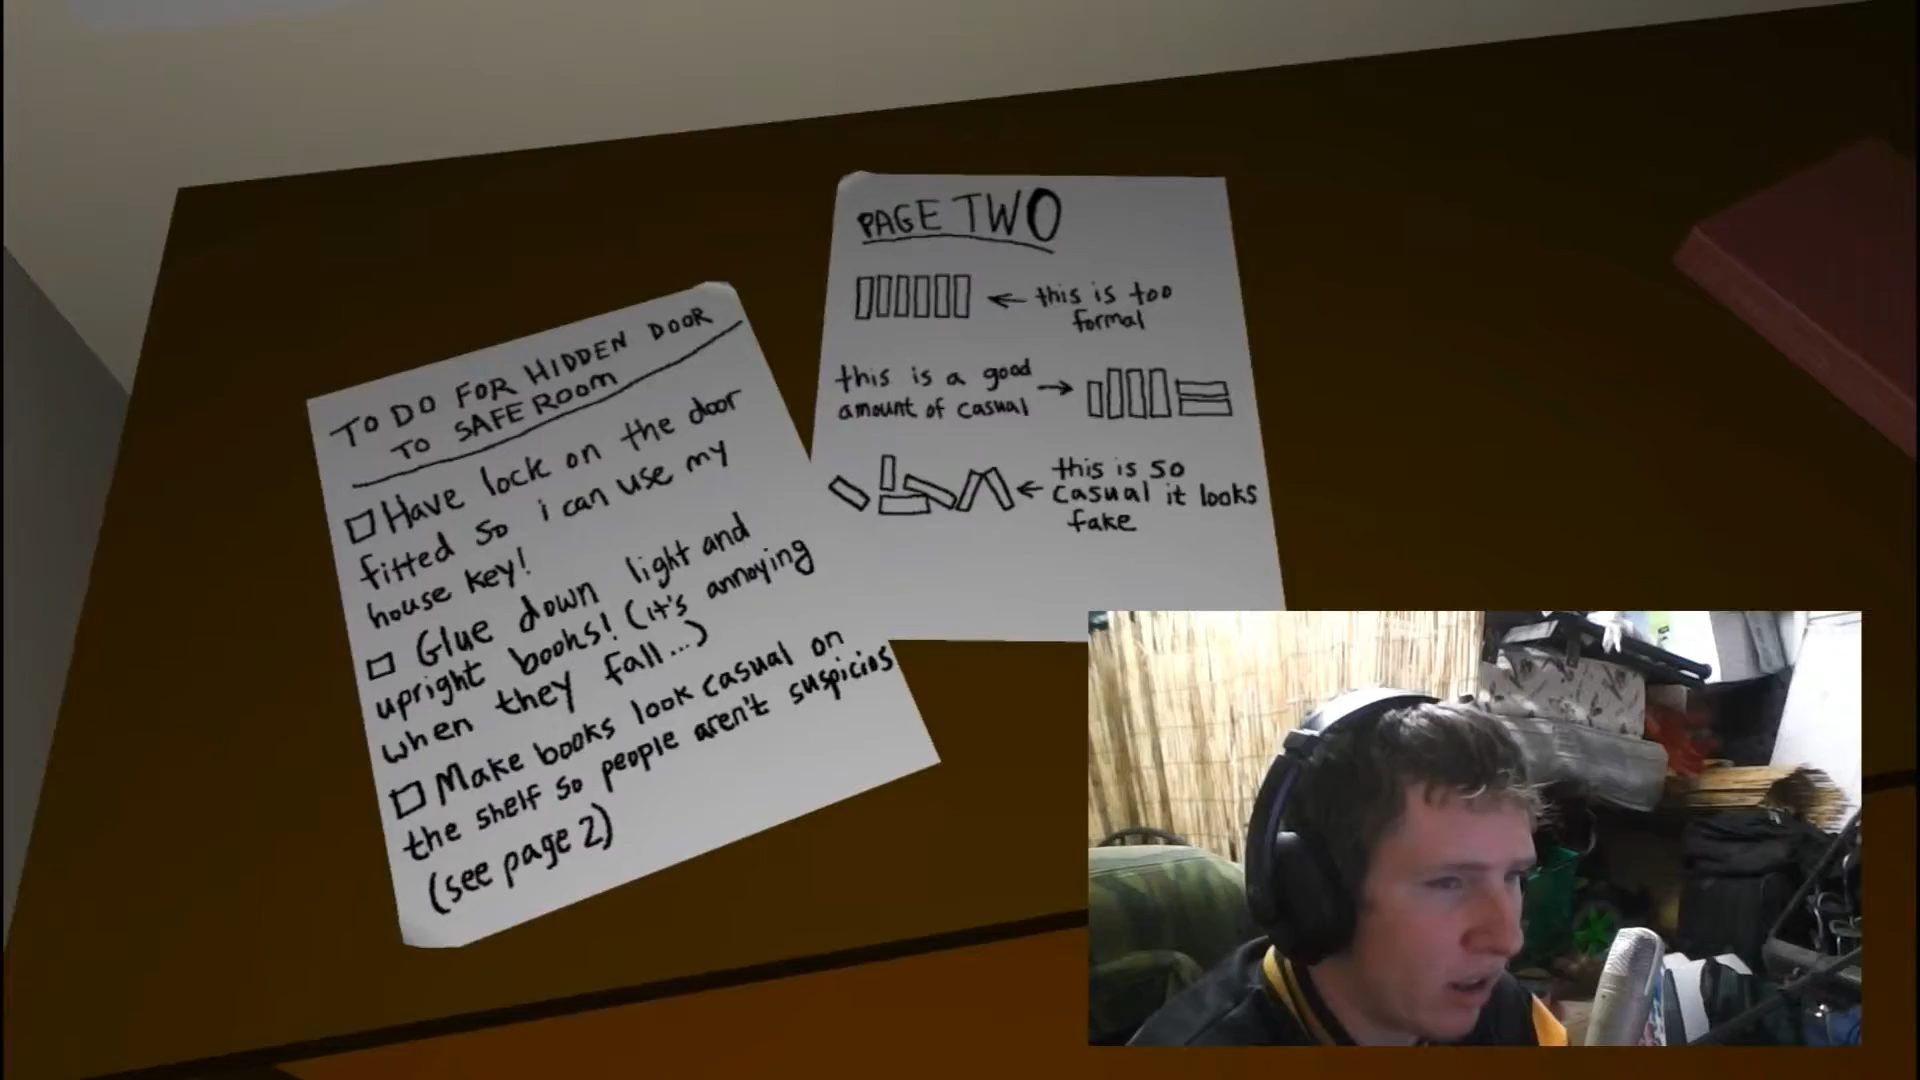 TO DO FOR HIDDEN DOOR
TO SAFE ROOM
Have lock on the door
fitted so i can use my
house key!
Glue down light and
upright books! (it's annoying
when they fall...)
Make books look casual on
the shelf so people aren't suspicios
(see page 2)
PAGE TWO
this is too
formal
this is a good
amount of casual
this is so
casual it looks
fake